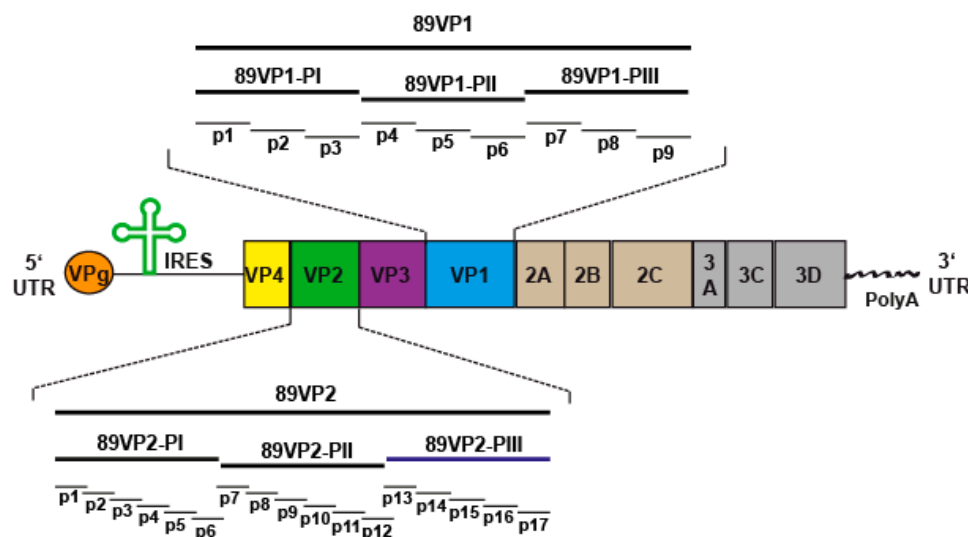 89VP1
89VP1-PI 89VP1-PII 89VP1-PIII
p1 p2 p3 p4 p5 p6 p7 p8 p9
5‘ UTR VPg IRES VP4 VP2 VP3 VP1 2A 2B 2C 3A 3C 3D PolyA 3‘ UTR
89VP2
89VP2-PI 89VP2-PII 89VP2-PIII
p1 p2 p3 p4 p5 p6 p7 p8 p9 p10 p11 p12 p13 p14 p15 p16 p17